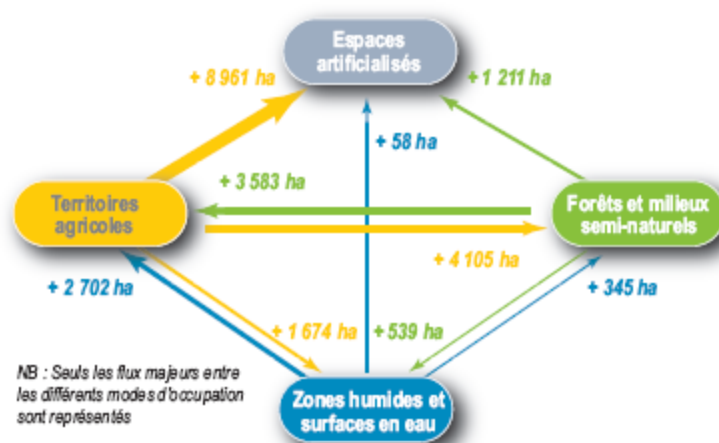 Espaces
artificialisés
+ 8 961 ha
+ 1 211 ha
+ 58 ha
+ 3 583 ha
Territoires
agricoles
Forêts et milieux
semi-naturels
+ 4 105 ha
+ 2 702 ha
+ 345 ha
+ 1 674 ha
+ 539 ha
NB : Seuls les flux majeurs entre
les différents modes d'occupation
sont représentés
Zones humides et
surfaces en eau